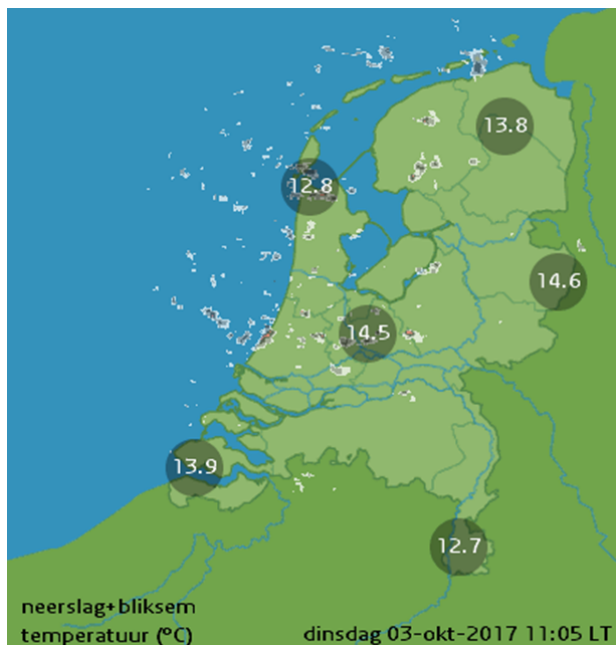 13.8
12.8
14.6
14.5
13.9
12.7
neerslag+bliksem
temperatuur (°C)
dinsdag 03-okt-2017 11:05 LT